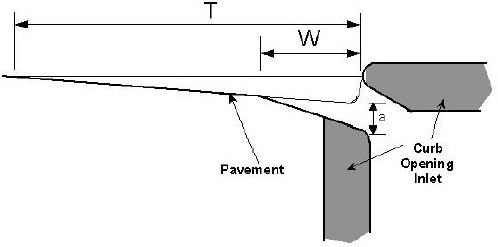 T
W
a
Curb
Opening
Inlet
Pavement